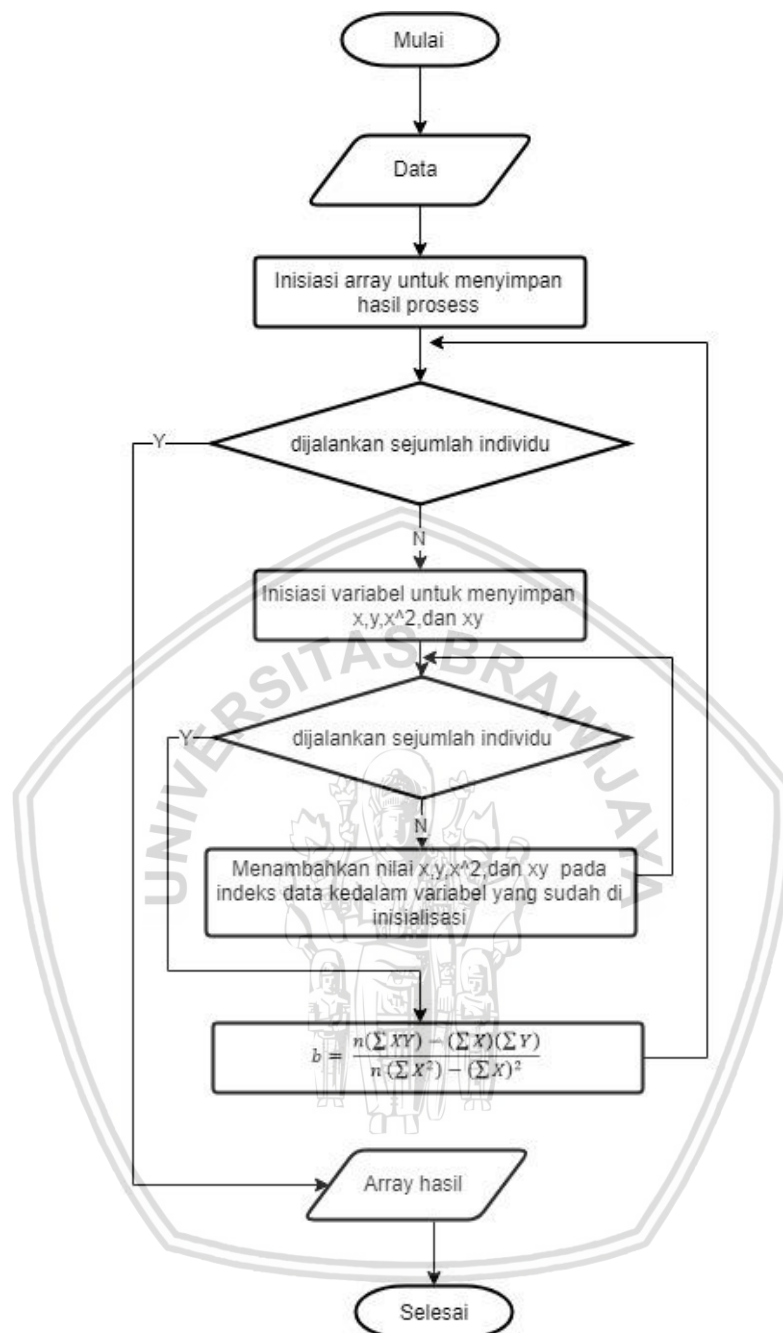 Mulai
Data
Inisiasi array untuk menyimpan
hasil prosess
dijalankan sejumlah individu
Y
N
Inisiasi variabel untuk menyimpan
x,y,x^2,dan xy
UNIVERSITAS BRAWIJAYA
dijalankan sejumlah individu
Y
N
Menambahkan nilai x,y,x^2,dan xy pada
indeks data kedalam variabel yang sudah di
inisialisasi
b = n(∑XY) − (∑X)(∑Y) / n (∑X²) − (∑X)²
Array hasil
Selesai